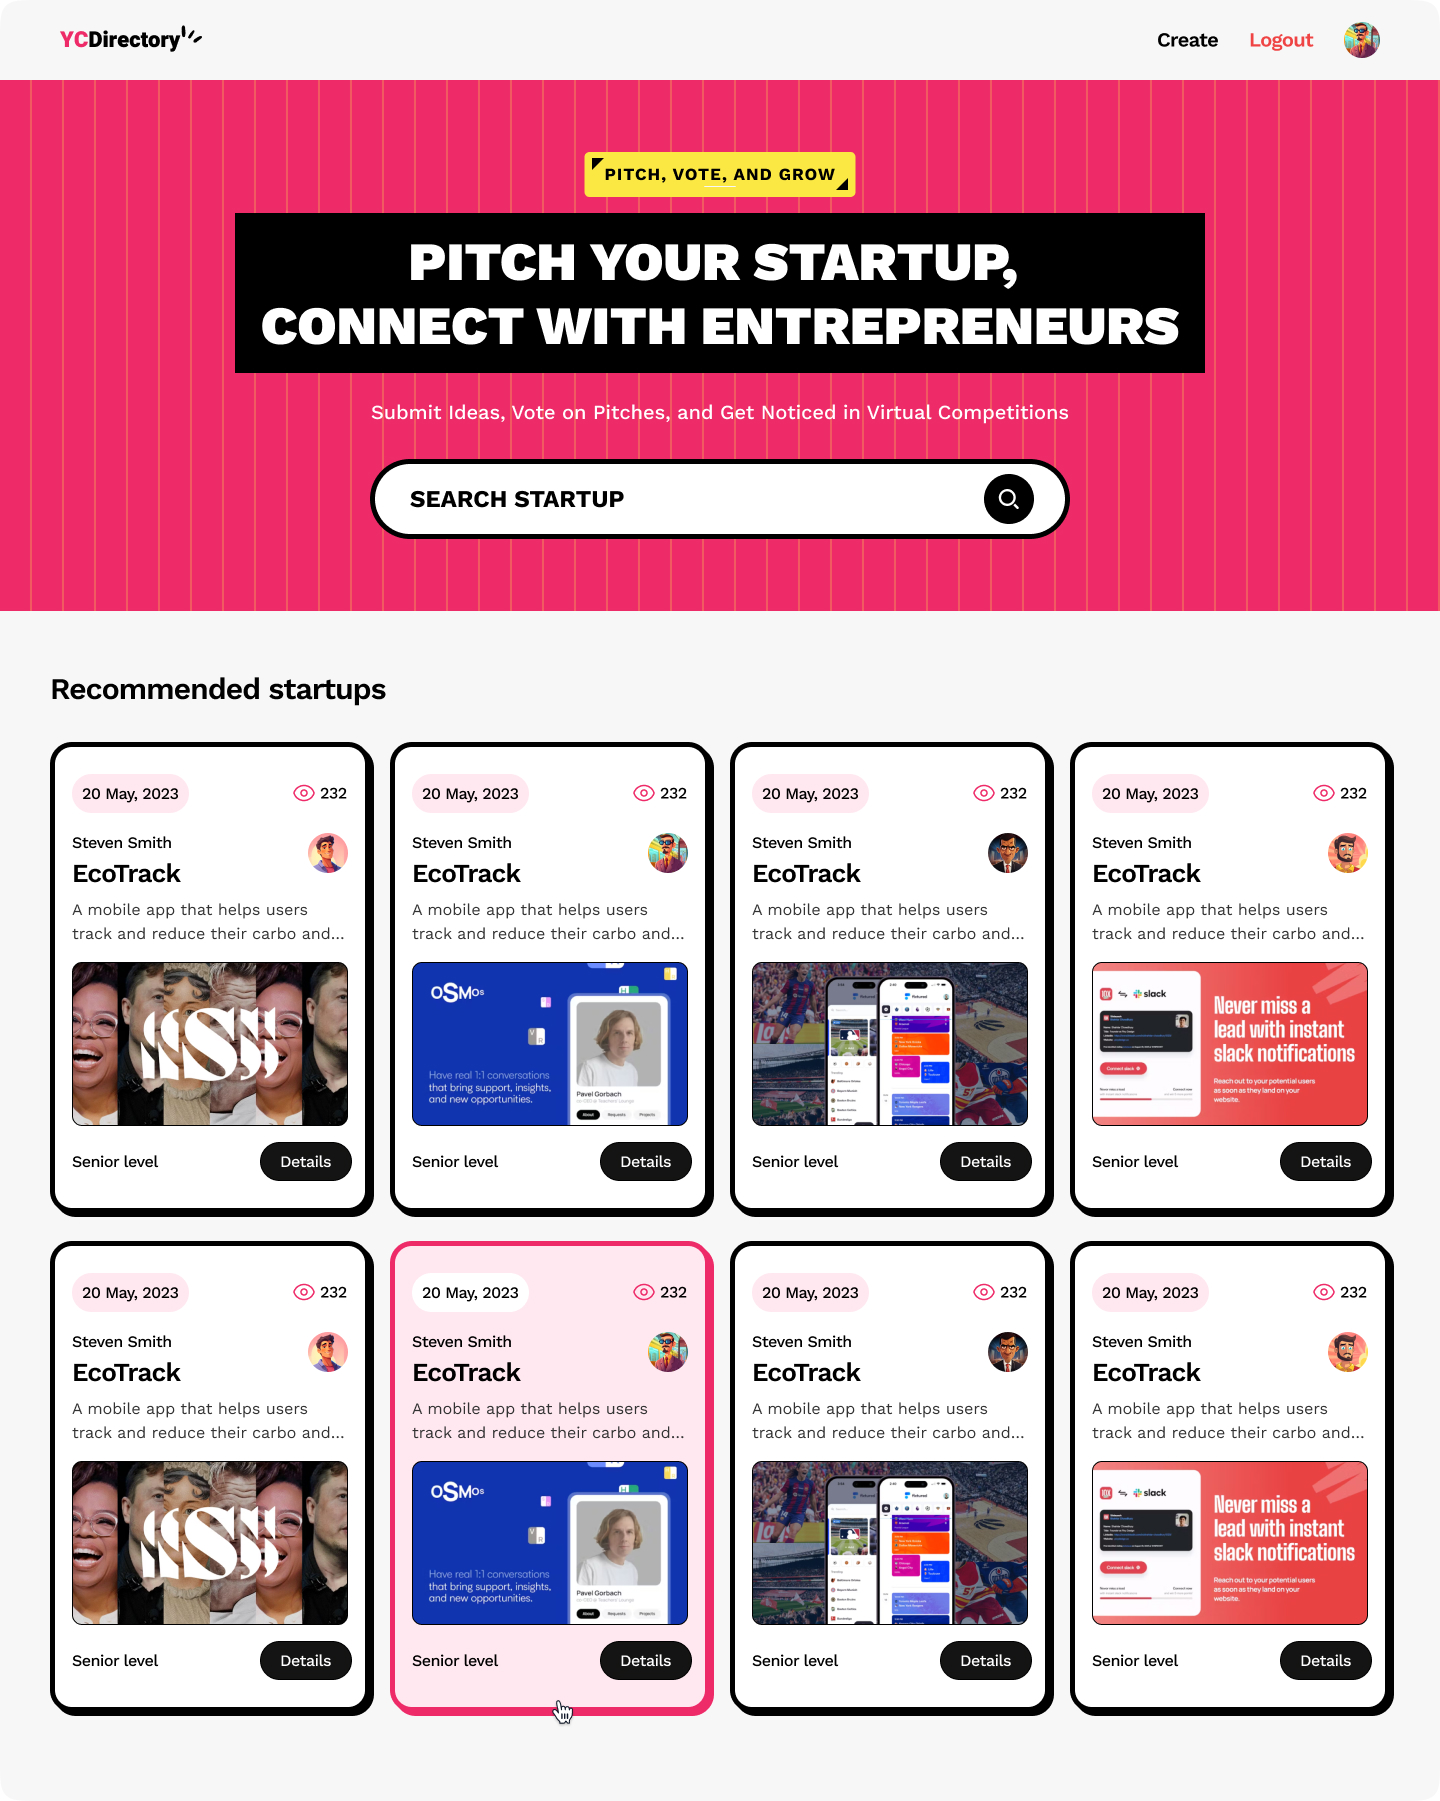 YCDirectory
Create
Logout
PITCH, VOTE, AND GROW
PITCH YOUR STARTUP,
CONNECT WITH ENTREPRENEURS
Submit Ideas, Vote on Pitches, and Get Noticed in Virtual Competitions
SEARCH STARTUP
Recommended startups
20 May, 2023
232
Steven Smith
EcoTrack
A mobile app that helps users
track and reduce their carbo and...
Senior level
Details
20 May, 2023
232
Steven Smith
EcoTrack
A mobile app that helps users
track and reduce their carbo and...
OSMOs
Have real 1:1 conversations
that bring support, insights,
and new opportunities.
Pavel Gorbach
About
Requests
Projects
Senior level
Details
20 May, 2023
232
Steven Smith
EcoTrack
A mobile app that helps users
track and reduce their carbo and...
Senior level
Details
20 May, 2023
232
Steven Smith
EcoTrack
A mobile app that helps users
track and reduce their carbo and...
slack
Never miss a
lead with instant
slack notifications
Reach out to your potential users
as soon as they land on your
website.
Senior level
Details
20 May, 2023
232
Steven Smith
EcoTrack
A mobile app that helps users
track and reduce their carbo and...
Senior level
Details
20 May, 2023
232
Steven Smith
EcoTrack
A mobile app that helps users
track and reduce their carbo and...
OSMOs
Have real 1:1 conversations
that bring support, insights,
and new opportunities.
Pavel Gorbach
About
Requests
Projects
Senior level
Details
20 May, 2023
232
Steven Smith
EcoTrack
A mobile app that helps users
track and reduce their carbo and...
Senior level
Details
20 May, 2023
232
Steven Smith
EcoTrack
A mobile app that helps users
track and reduce their carbo and...
slack
Never miss a
lead with instant
slack notifications
Reach out to your potential users
as soon as they land on your
website.
Senior level
Details